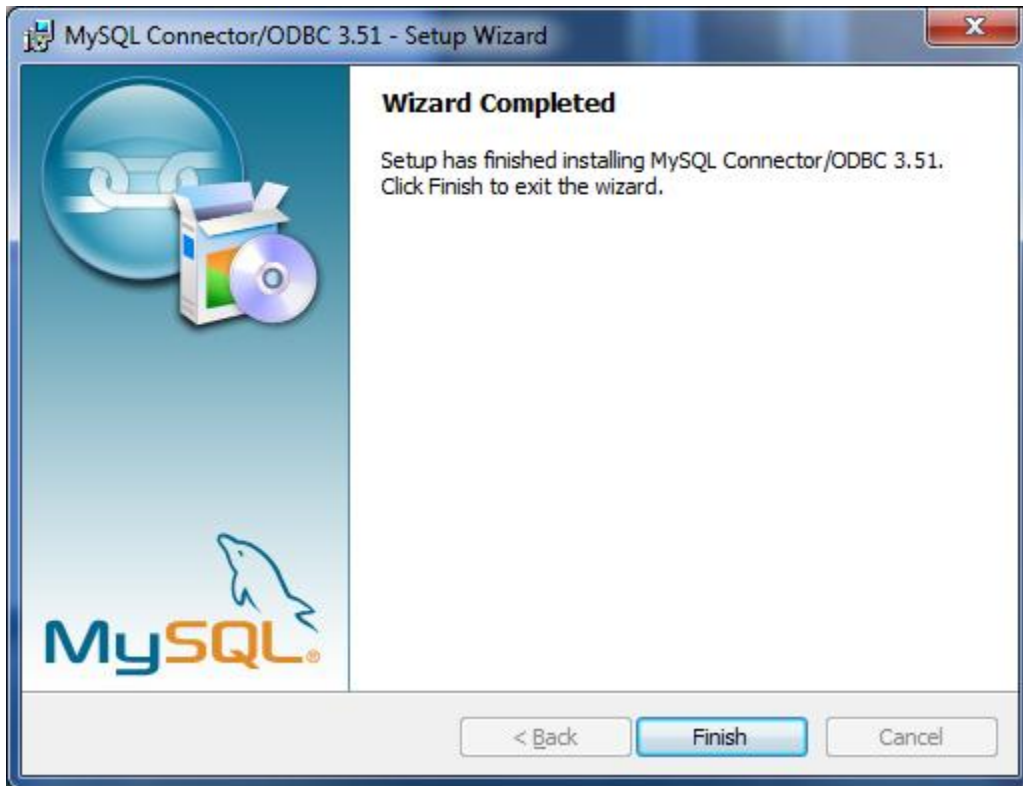 MySQL Connector/ODBC 3.51 - Setup Wizard
X
Wizard Completed
Setup has finished installing MySQL Connector/ODBC 3.51.
Click Finish to exit the wizard.
MySQL®
< Back
Finish
Cancel